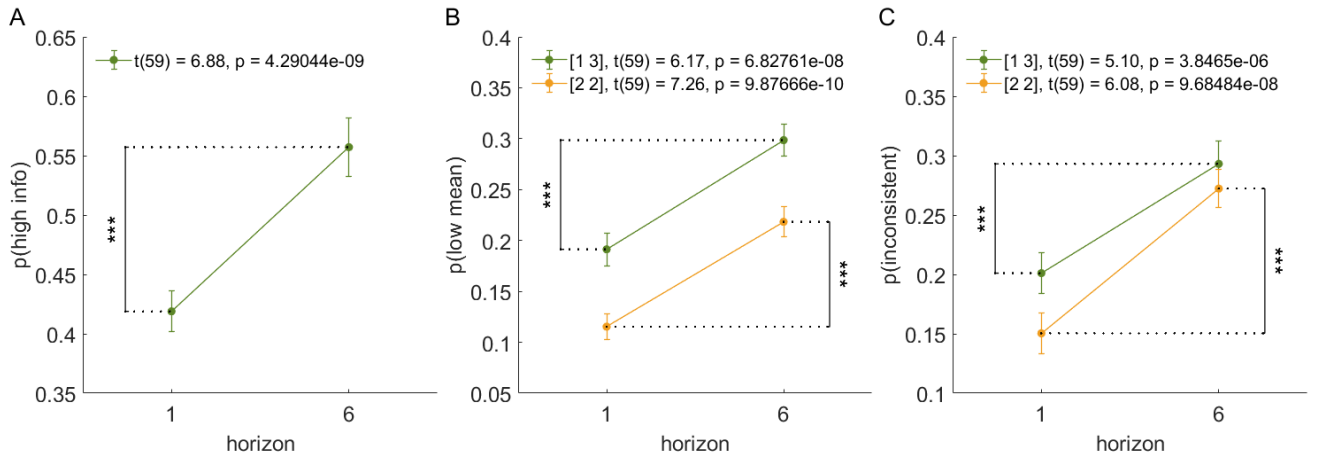 A
0.65
0.6
0.55
0.5
0.45
0.4
0.35
p(high info)
t(59) = 6.88, p = 4.29044e-09
***
1
6
horizon
B
0.4
0.35
0.3
0.25
0.2
0.15
0.1
0.05
p(low mean)
[1 3], t(59) = 6.17, p = 6.82761e-08
[2 2], t(59) = 7.26, p = 9.87666e-10
***
***
1
6
horizon
C
0.4
0.35
0.3
0.25
0.2
0.15
0.1
p(inconsistent)
[1 3], t(59) = 5.10, p = 3.8465e-06
[2 2], t(59) = 6.08, p = 9.68484e-08
***
***
1
6
horizon